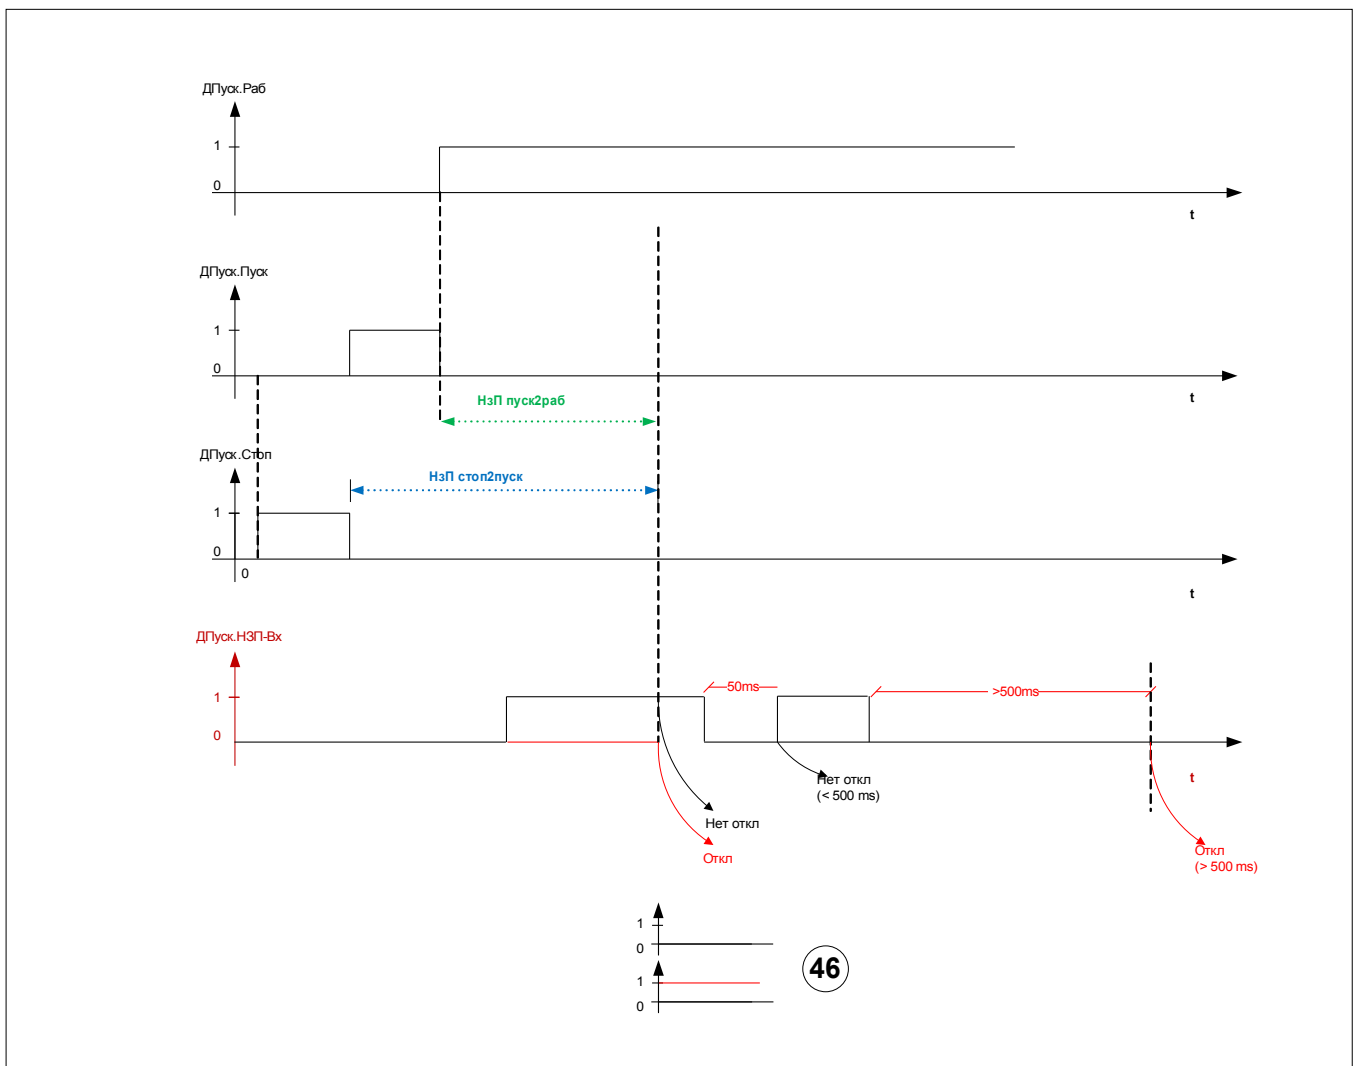 ДПуск.Раб
1
0
t
ДПуск.Пуск
1
0
t
НзП пуск2раб
ДПуск.Стоп
НзП стоп2пуск
1
0
0
t
ДПуск.НЗП-Вх
1
50ms
>500ms
0
t
Нет откл
(< 500 ms)
Нет откл
Откл
Откл
(> 500 ms)
1
0
46
1
0